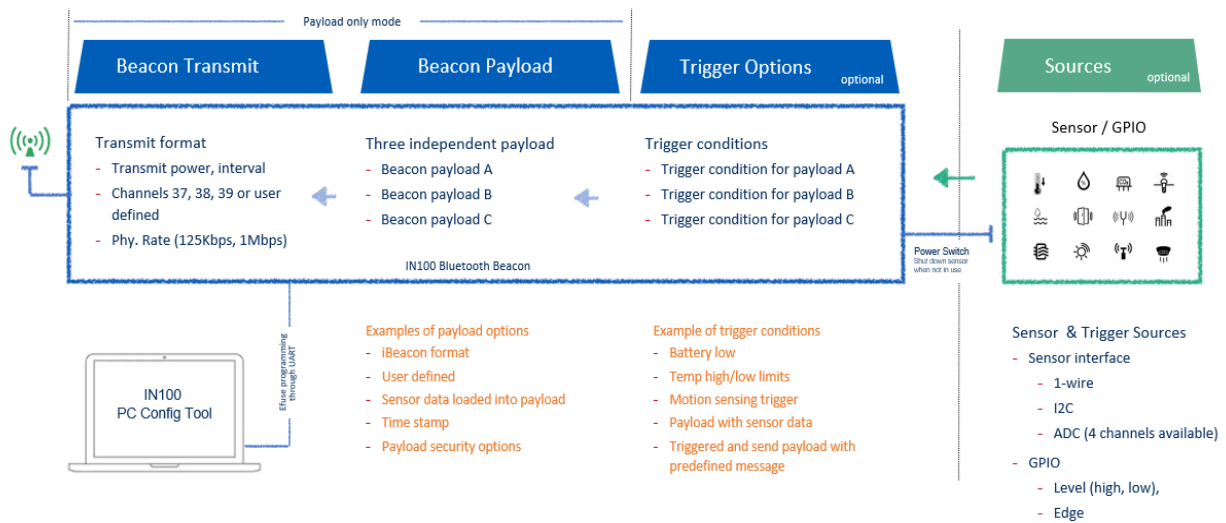 Payload only mode
Beacon Transmit
Beacon Payload
Trigger Options
optional
Sources
optional
Transmit format
- Transmit power, interval
- Channels 37, 38, 39 or user
defined
- Phy. Rate (125Kbps, 1Mbps)
Three independent payload
- Beacon payload A
- Beacon payload B
- Beacon payload C
Trigger conditions
- Trigger condition for payload A
- Trigger condition for payload B
- Trigger condition for payload C
IN100 Bluetooth Beacon
Sensor / GPIO
Power Switch
Shut down sensor
when not in use
Efuse programming
through UART
IN100
PC Config Tool
Examples of payload options
- iBeacon format
- User defined
- Sensor data loaded into payload
- Time stamp
- Payload security options
Example of trigger conditions
- Battery low
- Temp high/low limits
- Motion sensing trigger
- Payload with sensor data
- Triggered and send payload with
predefined message
Sensor & Trigger Sources
- Sensor interface
- 1-wire
- I2C
- ADC (4 channels available)
- GPIO
- Level (high, low),
- Edge